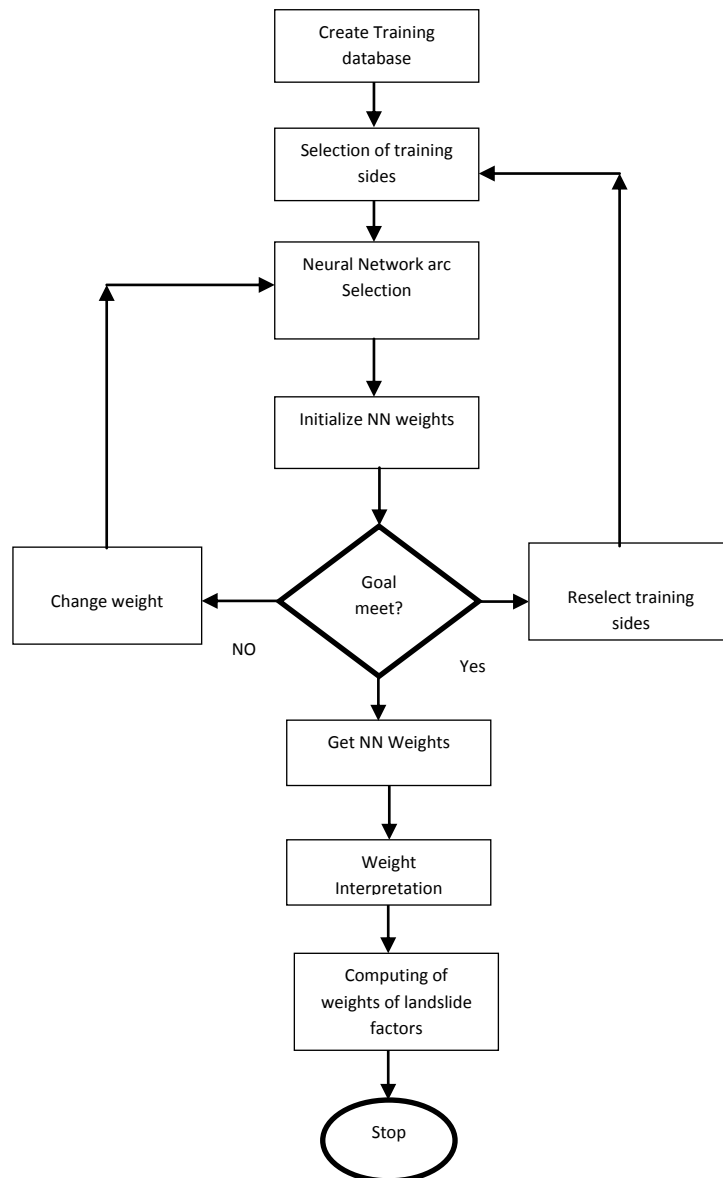 Create Training
database
Selection of training
sides
Neural Network arc
Selection
Initialize NN weights
Goal
meet?
Change weight
NO
Yes
Reselect training
sides
Get NN Weights
Weight
Interpretation
Computing of
weights of landslide
factors
Stop